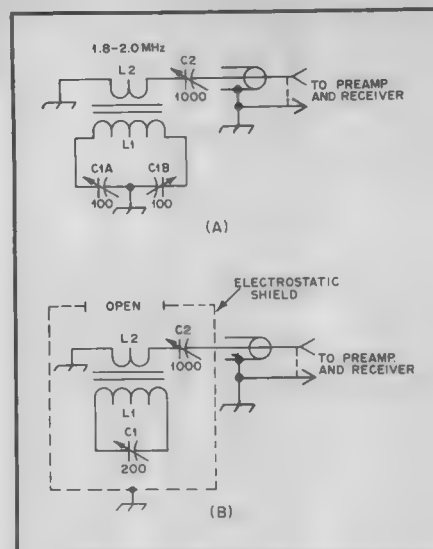 1.8-2.0 MHz
L2
C2
1000
TO PREAMP
AND RECEIVER
L1
C1A
C1B
100
100
(A)
ELECTROSTATIC
SHIELD
OPEN
L2
C2
1000
TO PREAMP.
AND RECEIVER
L1
C1
200
(B)